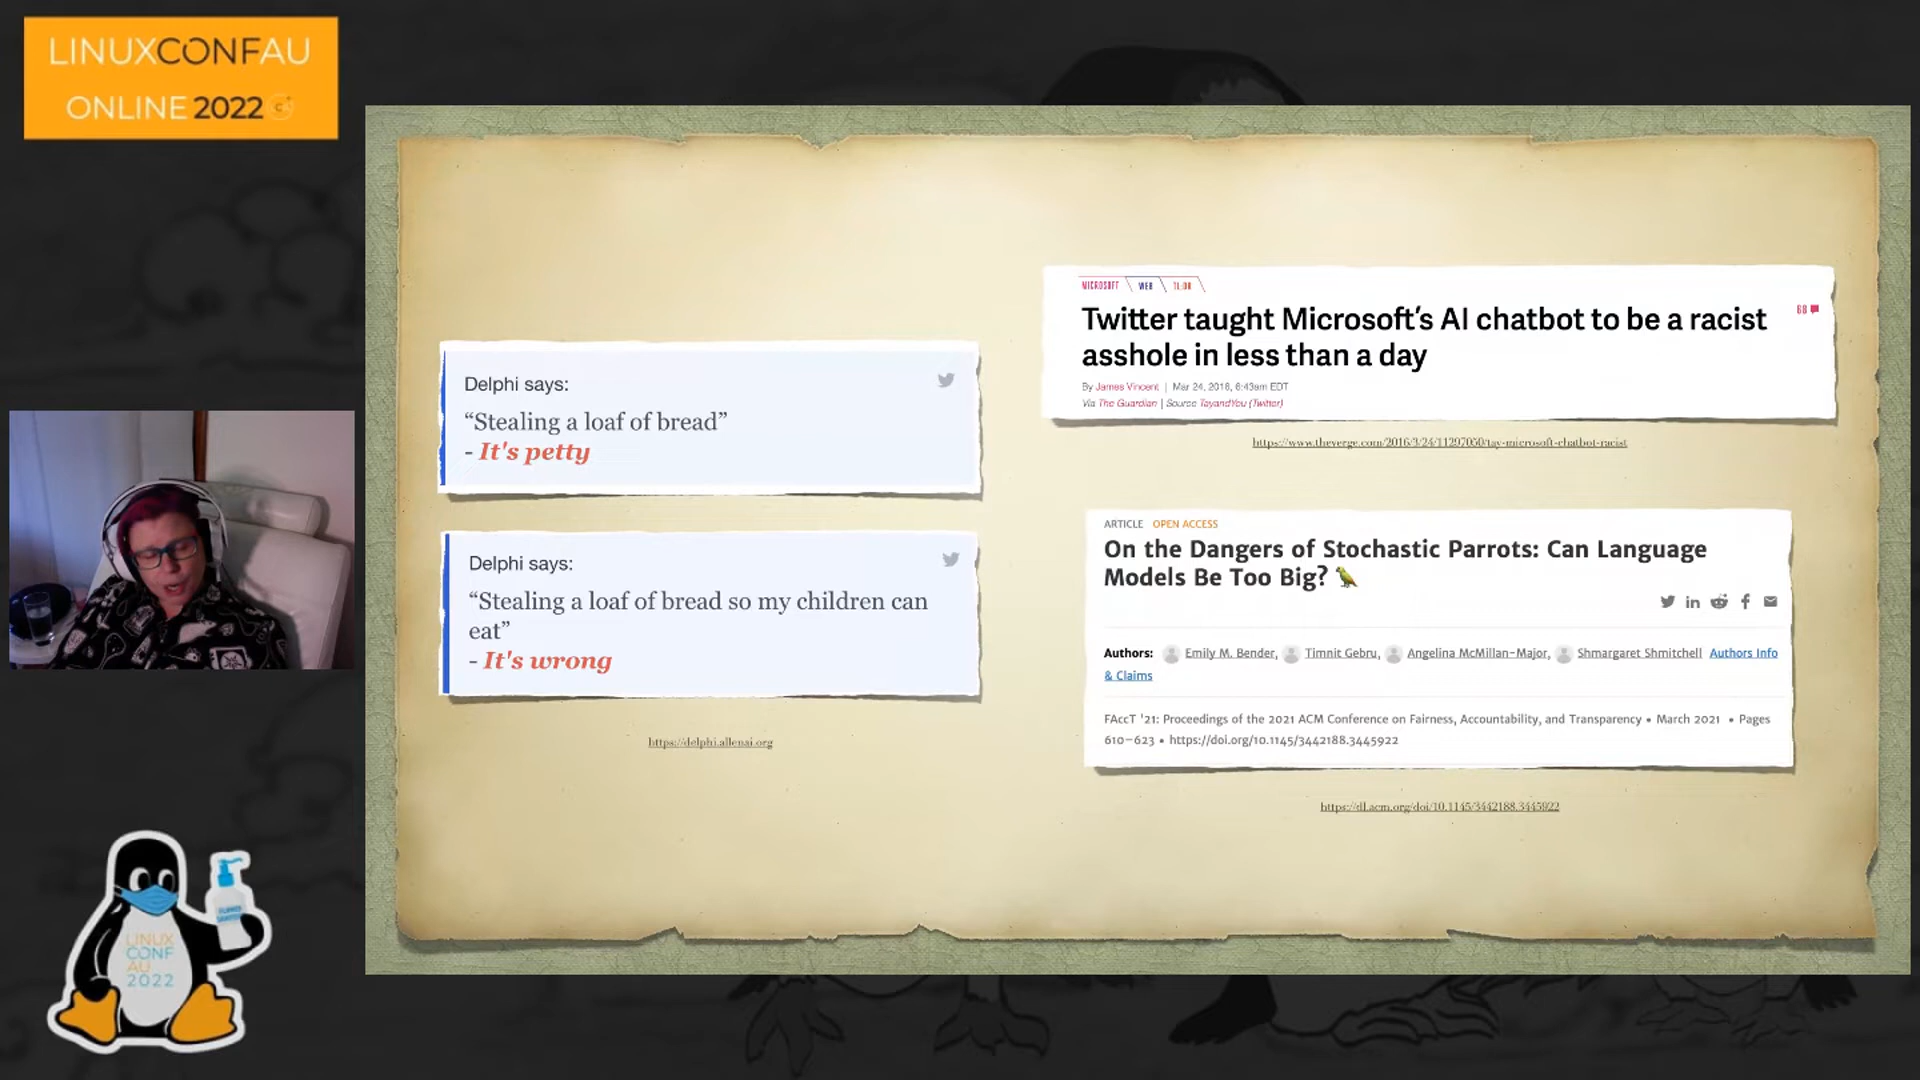 LINUXCONFAU
ONLINE 2022
Delphi says:
“Stealing a loaf of bread”
- It's petty
Delphi says:
“Stealing a loaf of bread so my children can
eat”
- It's wrong
https://delphi.allenai.org
MICROSOFT WEB TL;DR
Twitter taught Microsoft’s AI chatbot to be a racist
asshole in less than a day
68
By James Vincent | Mar 24, 2016, 6:43am EDT
Via The Guardian | Source TayandYou (Twitter)
https://www.theverge.com/2016/3/24/11297050/tay-microsoft-chatbot-racist
ARTICLE OPEN ACCESS
On the Dangers of Stochastic Parrots: Can Language
Models Be Too Big? 🦜
Authors: Emily M. Bender, Timnit Gebru, Angelina McMillan-Major, Shmargaret Shmitchell Authors Info
& Claims
FAccT '21: Proceedings of the 2021 ACM Conference on Fairness, Accountability, and Transparency • March 2021 • Pages
610–623 • https://doi.org/10.1145/3442188.3445922
https://dl.acm.org/doi/10.1145/3442188.3445922
LINUX
CONF
AU
2022